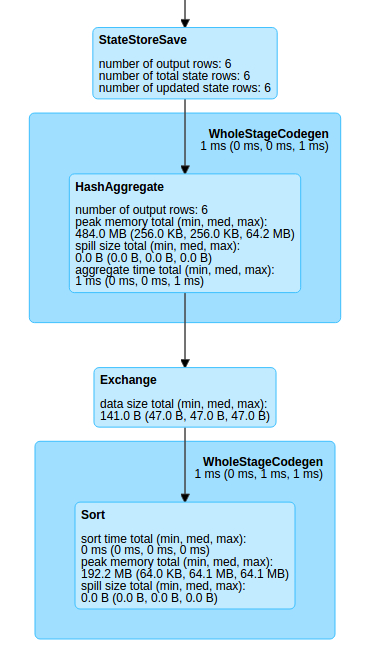 StateStoreSave
number of output rows: 6
number of total state rows: 6
number of updated state rows: 6
WholeStageCodegen
1 ms (0 ms, 0 ms, 1 ms)
HashAggregate
number of output rows: 6
peak memory total (min, med, max):
484.0 MB (256.0 KB, 256.0 KB, 64.2 MB)
spill size total (min, med, max):
0.0 B (0.0 B, 0.0 B, 0.0 B)
aggregate time total (min, med, max):
1 ms (0 ms, 0 ms, 1 ms)
Exchange
data size total (min, med, max):
141.0 B (47.0 B, 47.0 B, 47.0 B)
WholeStageCodegen
1 ms (0 ms, 1 ms, 1 ms)
Sort
sort time total (min, med, max):
0 ms (0 ms, 0 ms, 0 ms)
peak memory total (min, med, max):
192.2 MB (64.0 KB, 64.1 MB, 64.1 MB)
spill size total (min, med, max):
0.0 B (0.0 B, 0.0 B, 0.0 B)